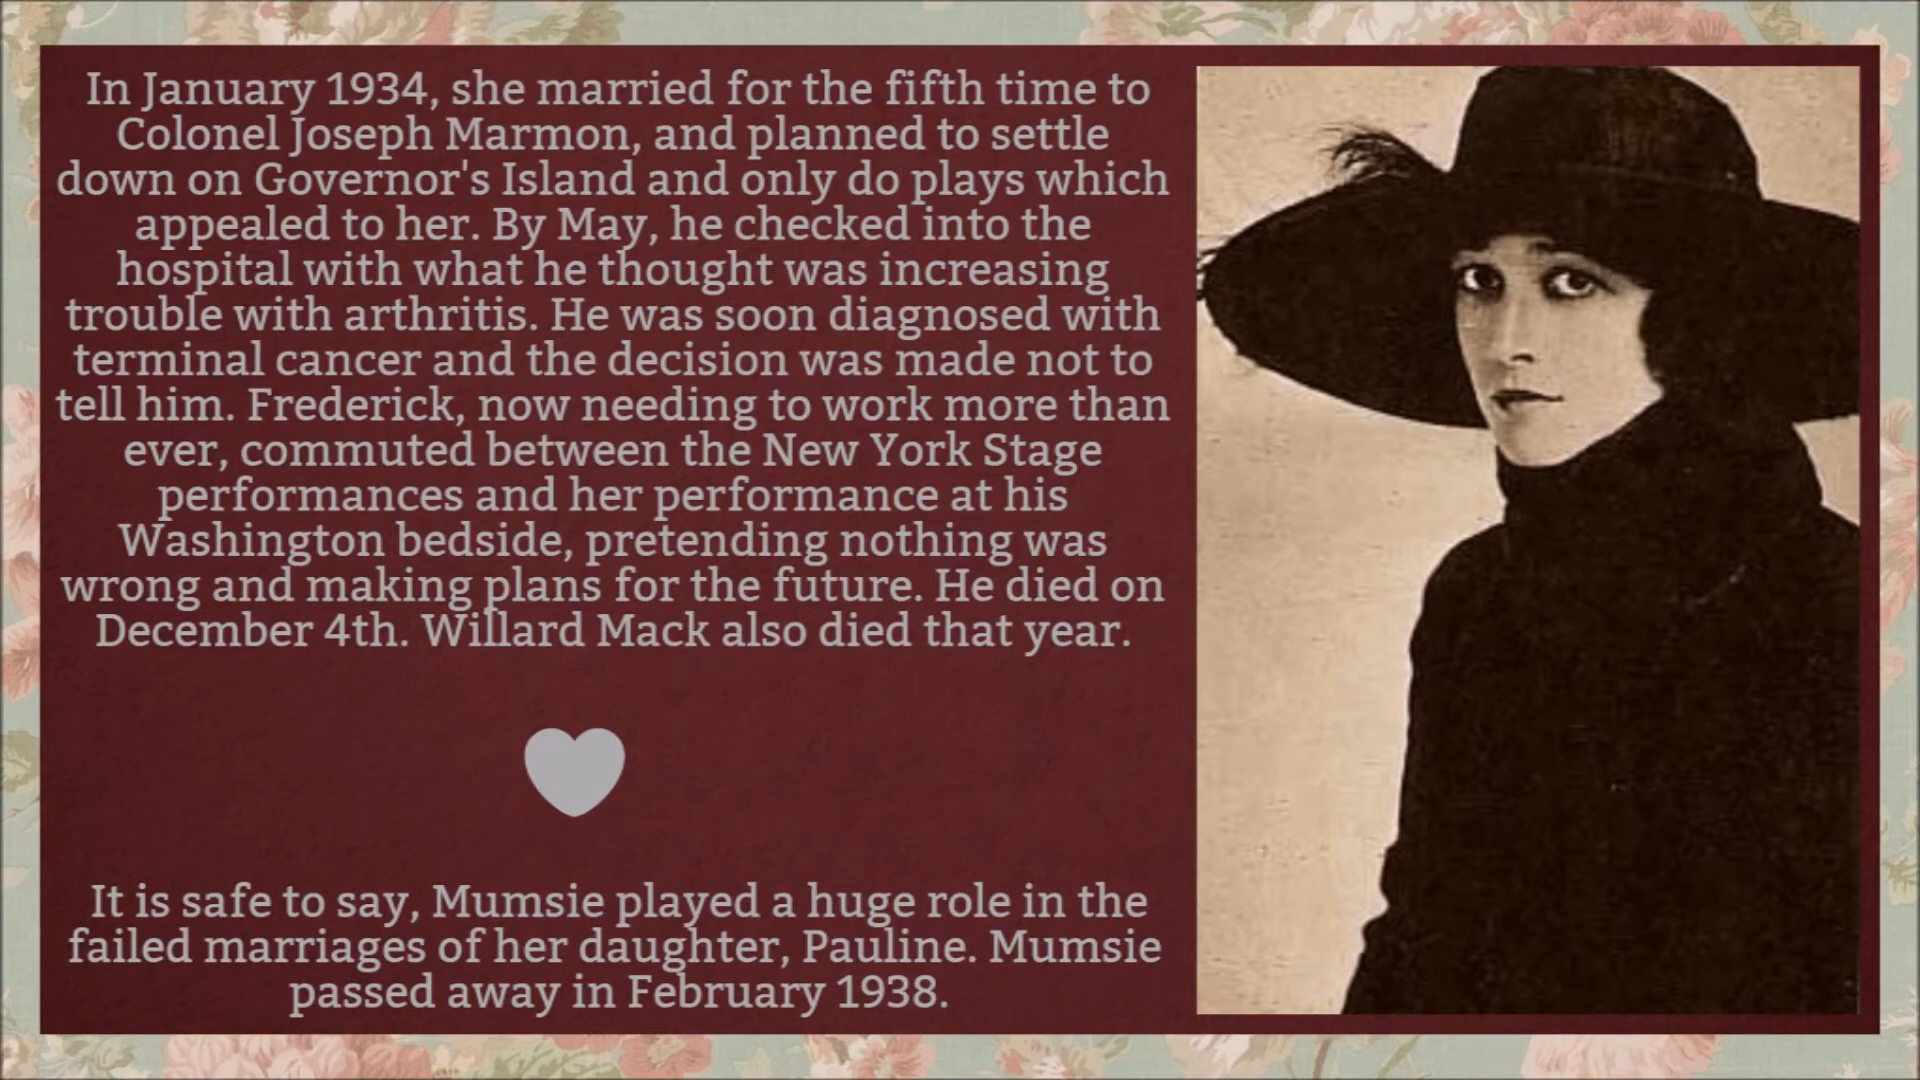 In January 1934, she married for the fifth time to
Colonel Joseph Marmon, and planned to settle
down on Governor's Island and only do plays which
appealed to her. By May, he checked into the
hospital with what he thought was increasing
trouble with arthritis. He was soon diagnosed with
terminal cancer and the decision was made not to
tell him. Frederick, now needing to work more than
ever, commuted between the New York Stage
performances and her performance at his
Washington bedside, pretending nothing was
wrong and making plans for the future. He died on
December 4th. Willard Mack also died that year.
It is safe to say, Mumsie played a huge role in the
failed marriages of her daughter, Pauline. Mumsie
passed away in February 1938.